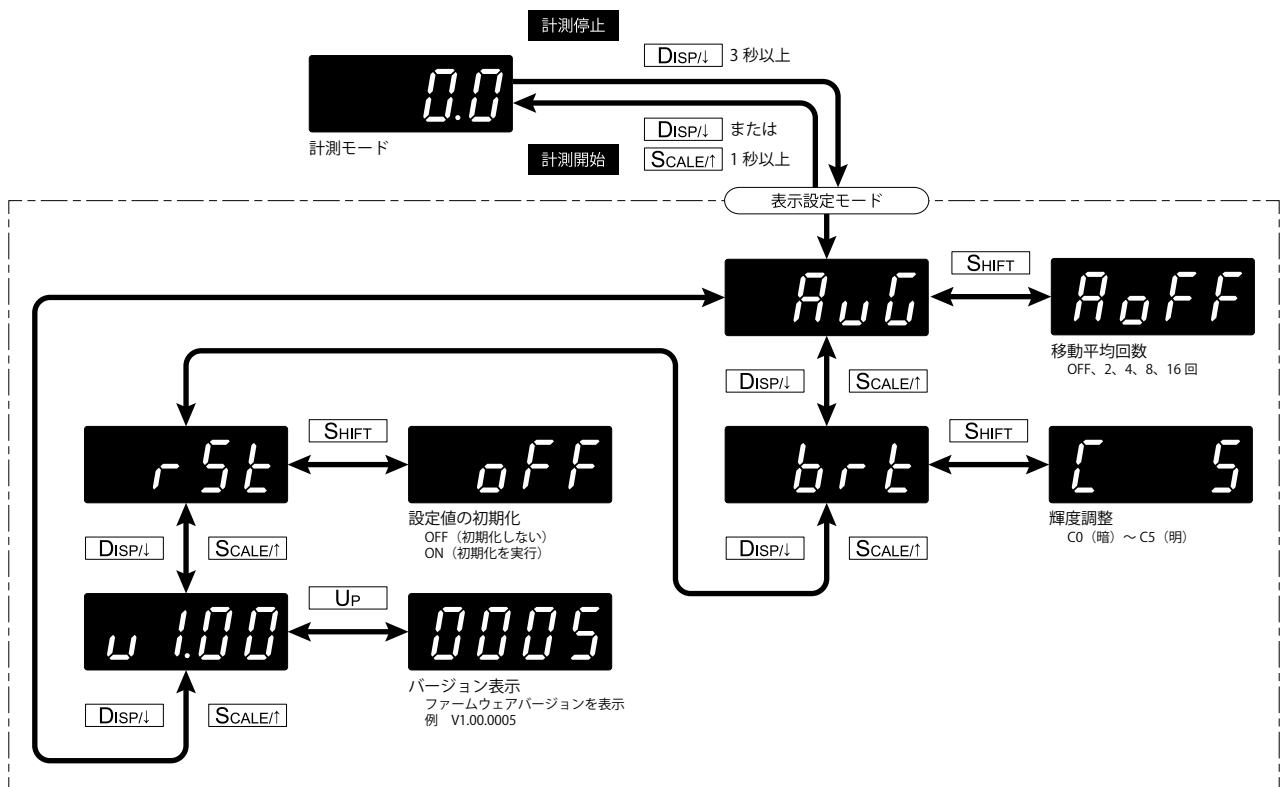 計測停止
DISP/↓ 3 秒以上
0.0
計測モード
DISP/↓ または
計測開始
SCALE/↑ 1 秒以上
表示設定モード
AvG
SHIFT
AoFF
移動平均回数
OFF、2、4、8、16 回
DISP/↓ SCALE/↑
rSt
SHIFT
oFF
設定値の初期化
OFF（初期化しない）
ON（初期化を実行）
brt
SHIFT
C 5
輝度調整
C0（暗）～ C5（明）
DISP/↓ SCALE/↑
DISP/↓ SCALE/↑
v 1.00
UP
0005
バージョン表示
ファームウェアバージョンを表示
例 V1.00.0005
DISP/↓ SCALE/↑